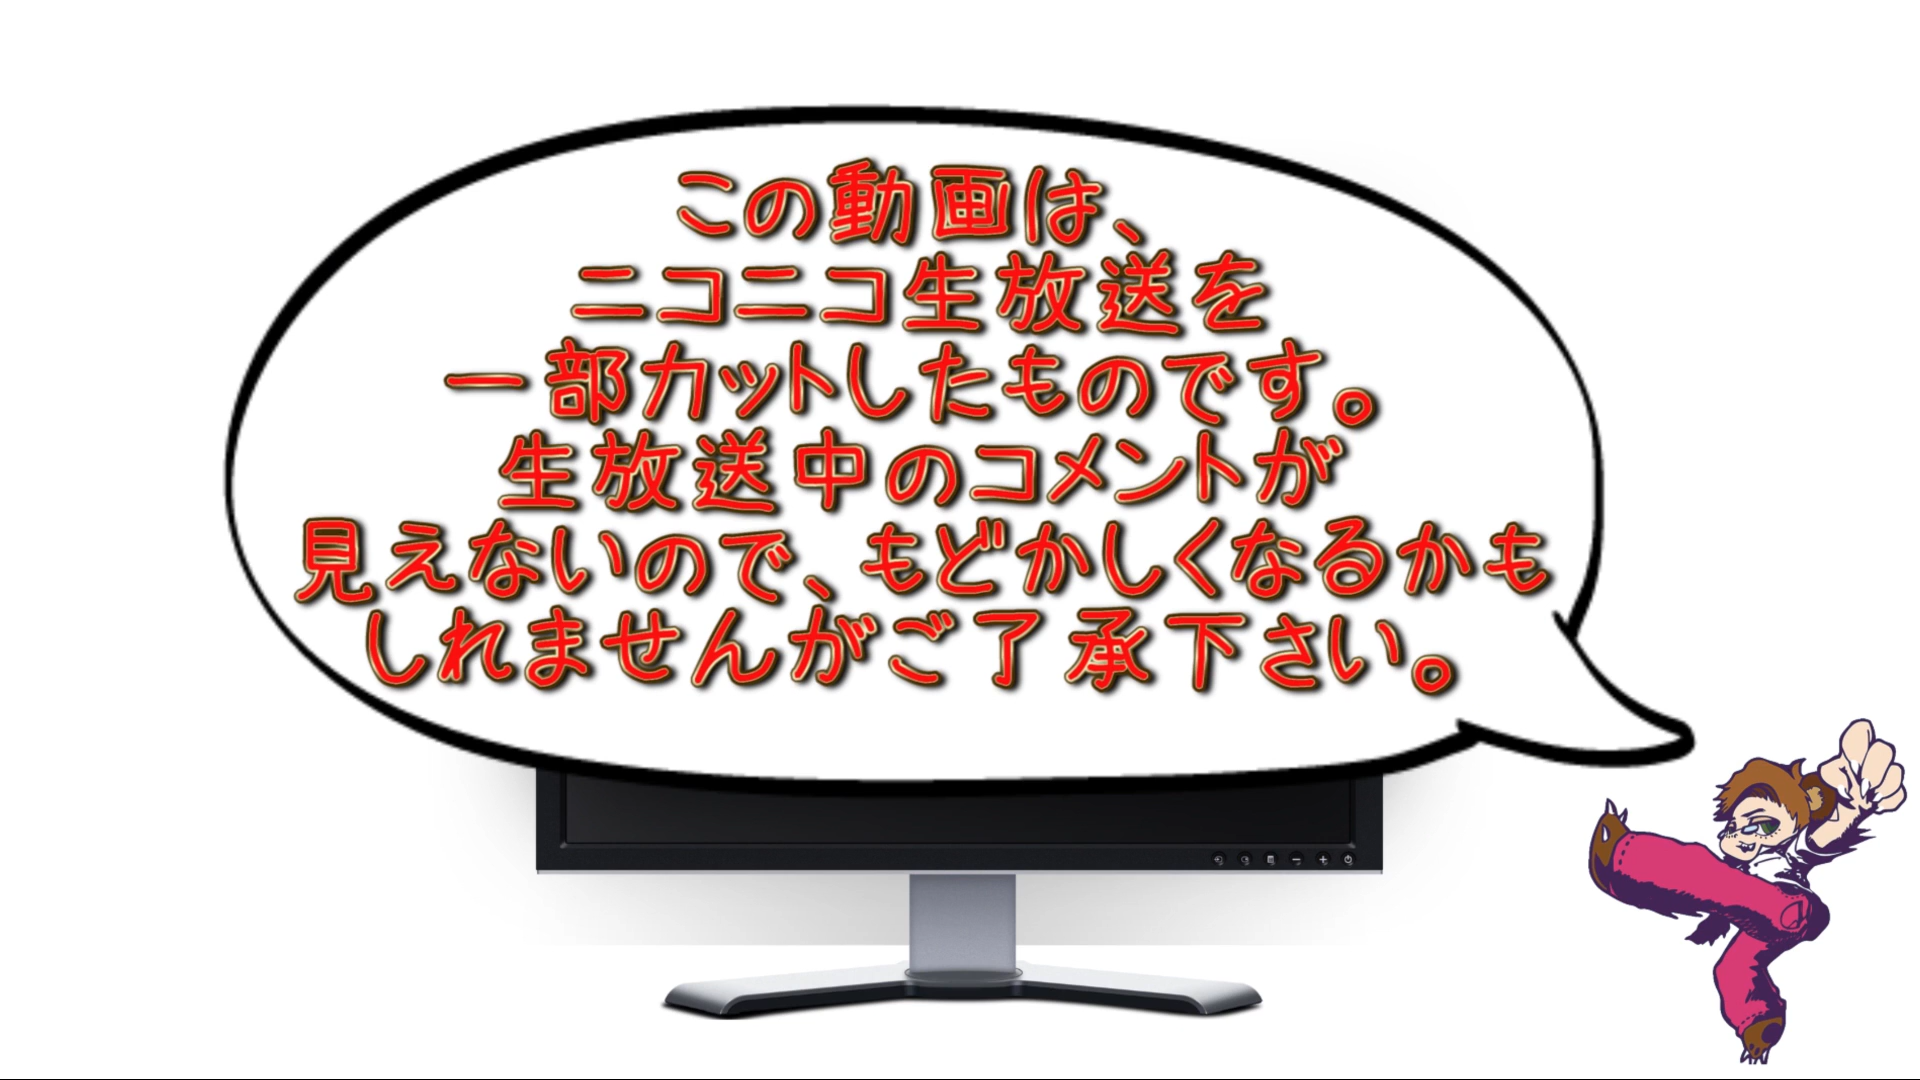 この動画は、
ニコニコ生放送を
一部カットしたものです。
生放送中のコメントが
見えないので、もどかしくなるかも
しれませんがご了承下さい。